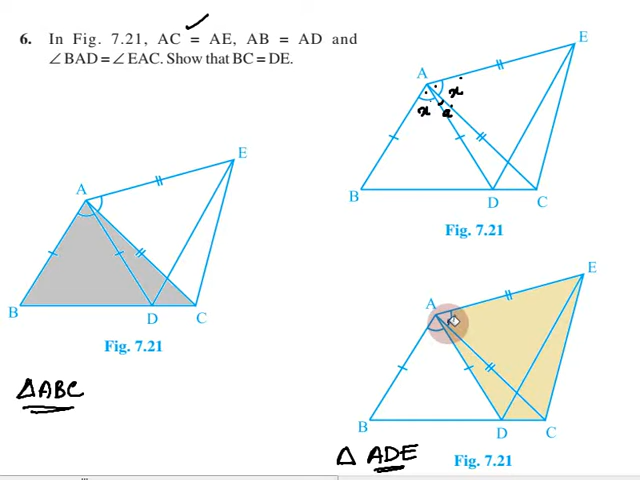 6. In Fig. 7.21, AC = AE, AB = AD and
∠BAD = ∠EAC. Show that BC = DE.
E
A
x
x
a
B
D
C
Fig. 7.21
E
A
B
D
C
Fig. 7.21
△ABC
E
A
B
D
C
△ ADE
Fig. 7.21